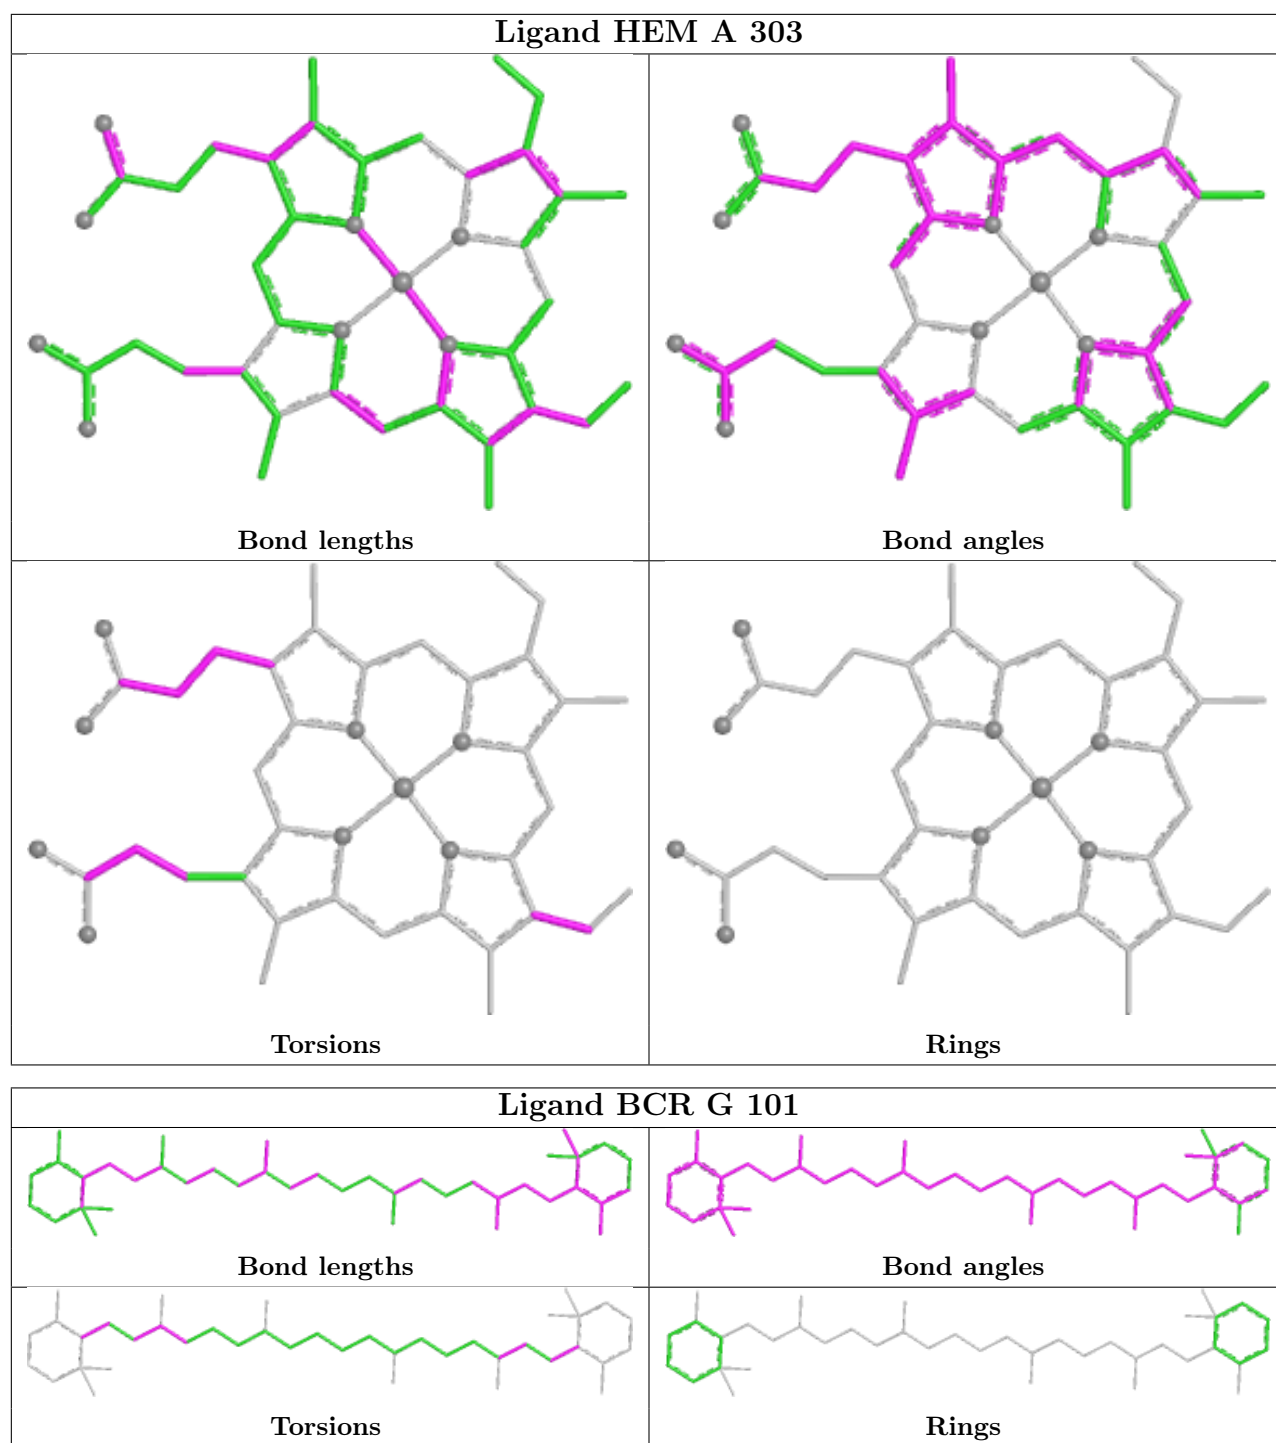 Ligand HEM A 303
Bond lengths
Bond angles
Torsions
Rings
Ligand BCR G 101
Bond lengths
Bond angles
Torsions
Rings